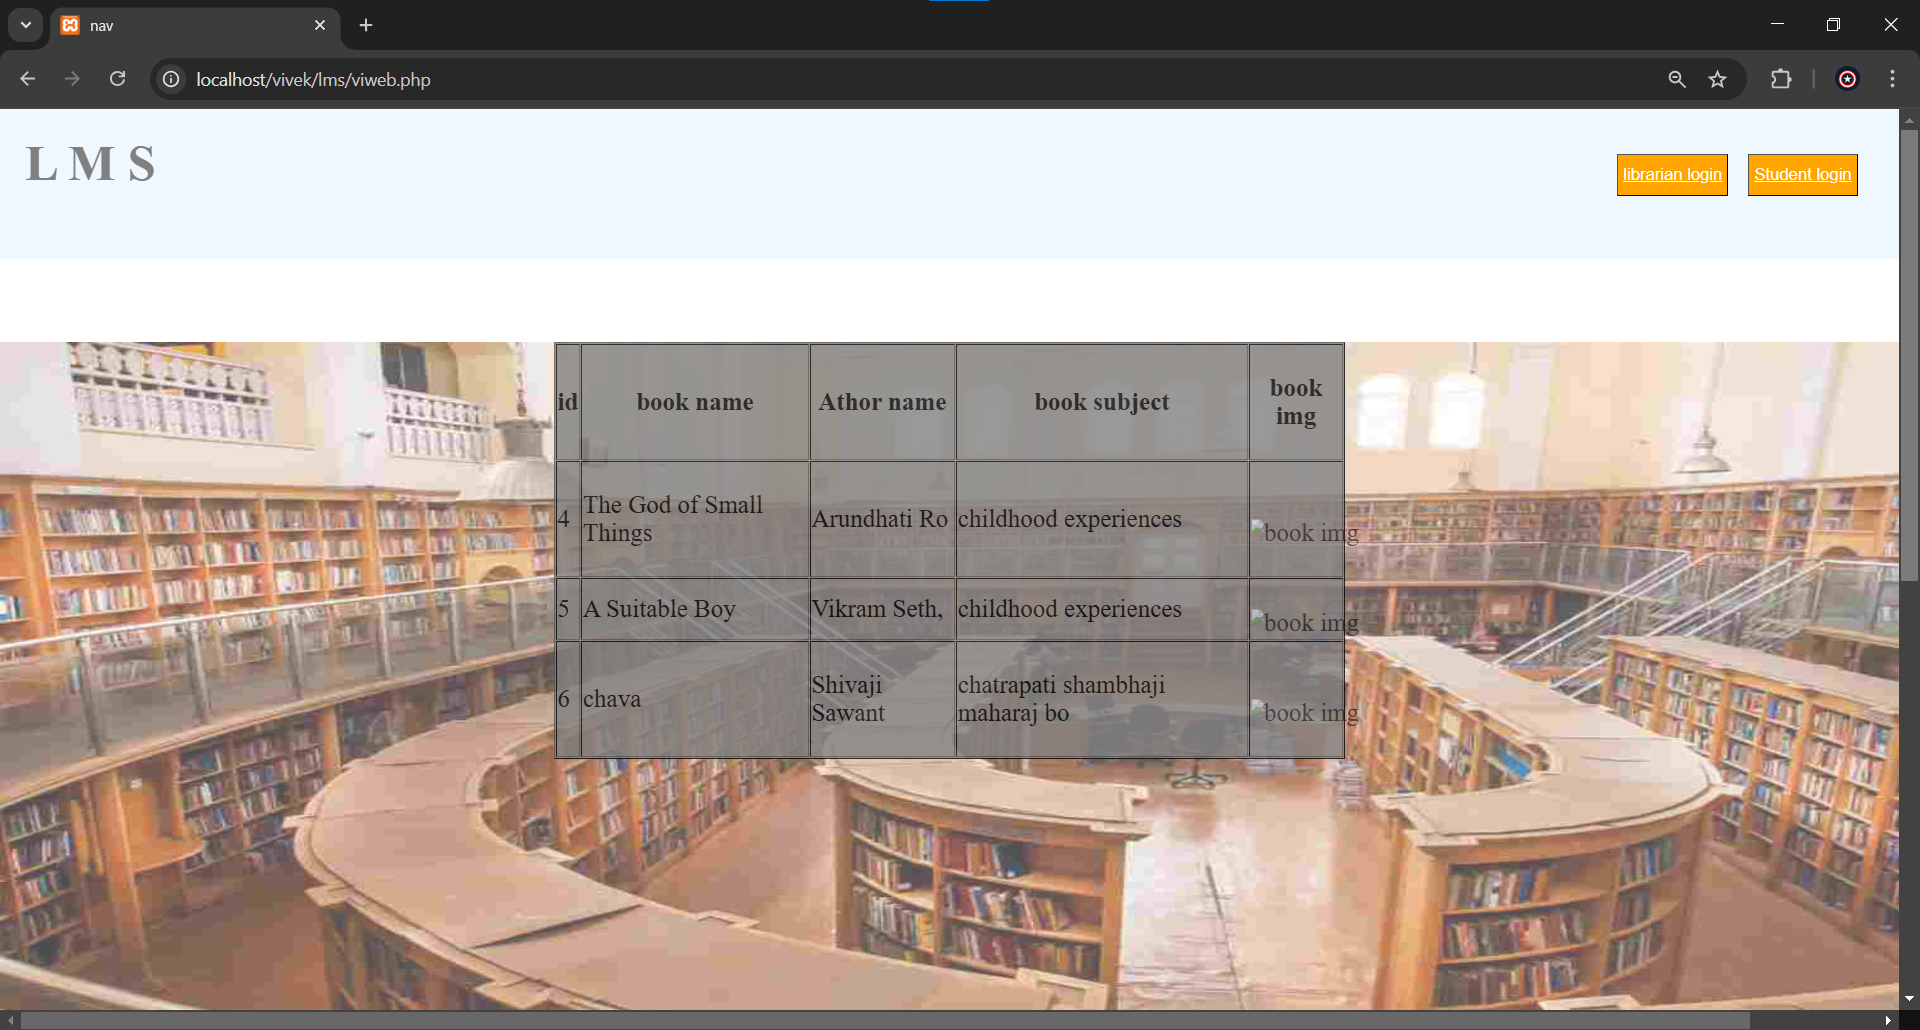 nav
localhost/vivek/lms/viweb.php
L M S
librarian login
Student login
id
book name
Athor name
book subject
book
img
4
The God of Small
Things
Arundhati Ro
childhood experiences
book img
5
A Suitable Boy
Vikram Seth,
childhood experiences
book img
6
chava
Shivaji
Sawant
chatrapati shambhaji
maharaj bo
book img